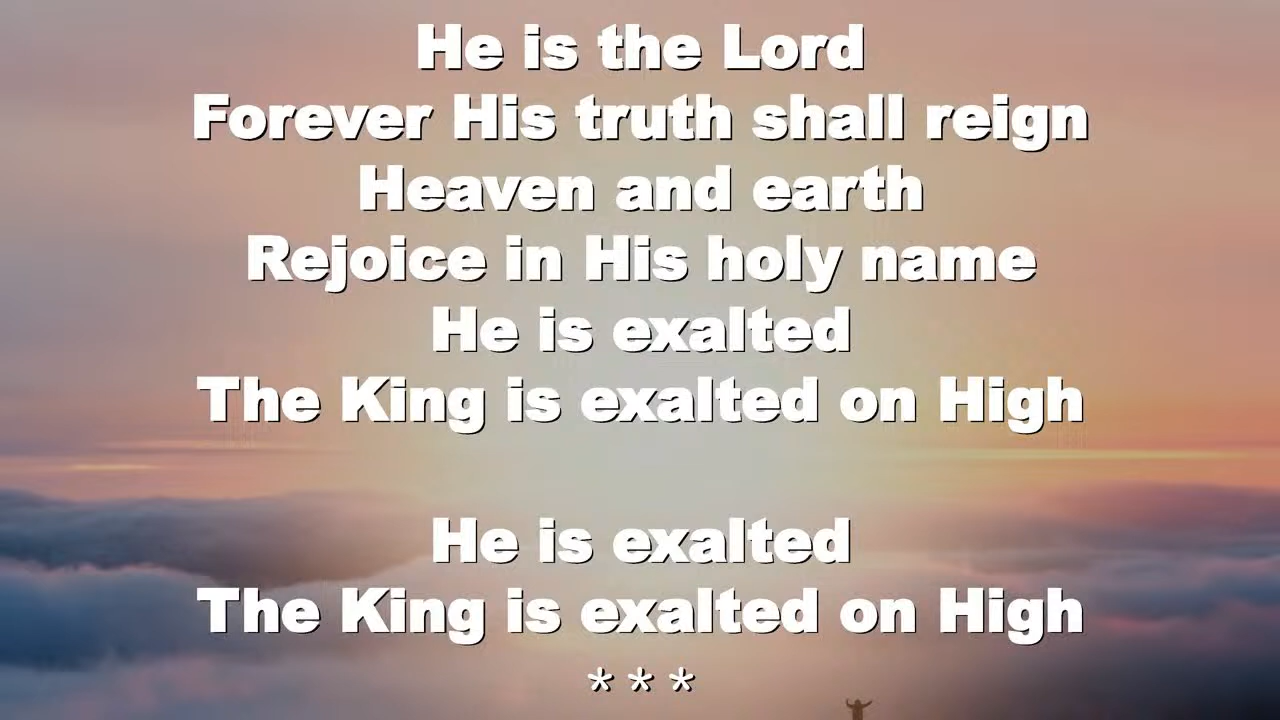 He is the Lord
Forever His truth shall reign
Heaven and earth
Rejoice in His holy name
He is exalted
The King is exalted on High
He is exalted
The King is exalted on High
* * *